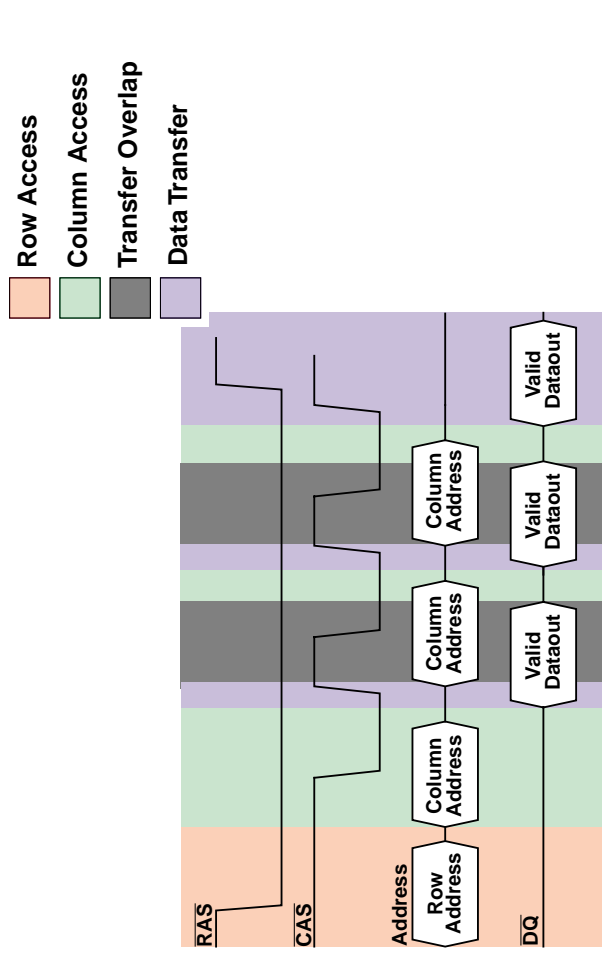 Row Access
Column Access
Transfer Overlap
Data Transfer
RAS
CAS
Address
Row
Address
Column
Address
Column
Address
Column
Address
DQ
Valid
Dataout
Valid
Dataout
Valid
Dataout